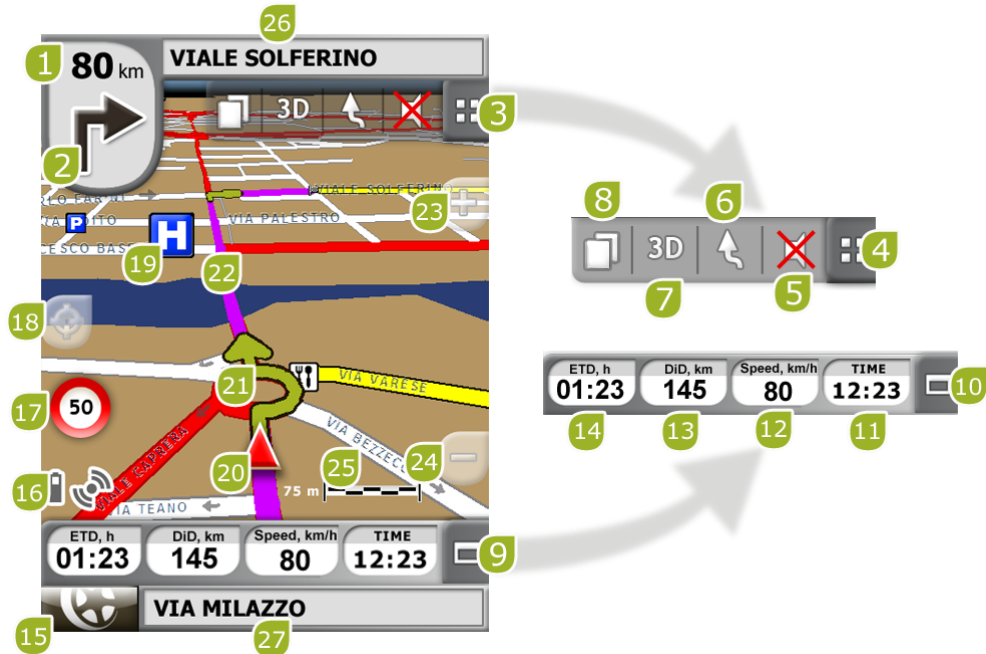 26
1
80 km
VIALE SOLFERINO
3D
3
2
VIALE SOLFERINO
23
P
VIA PALESTRO
H
19
22
18
21
VIA VARESE
17
50
VIALE CAPRERA
20
VIA BEZZECC
25
24
75 m
16
VIA TEANO
ETD, h
01:23
DiD, km
145
Speed, km/h
80
TIME
12:23
9
15
VIA MILAZZO
27
8
6
3D
4
7
5
ETD, h
01:23
DiD, km
145
Speed, km/h
80
TIME
12:23
10
14
13
12
11